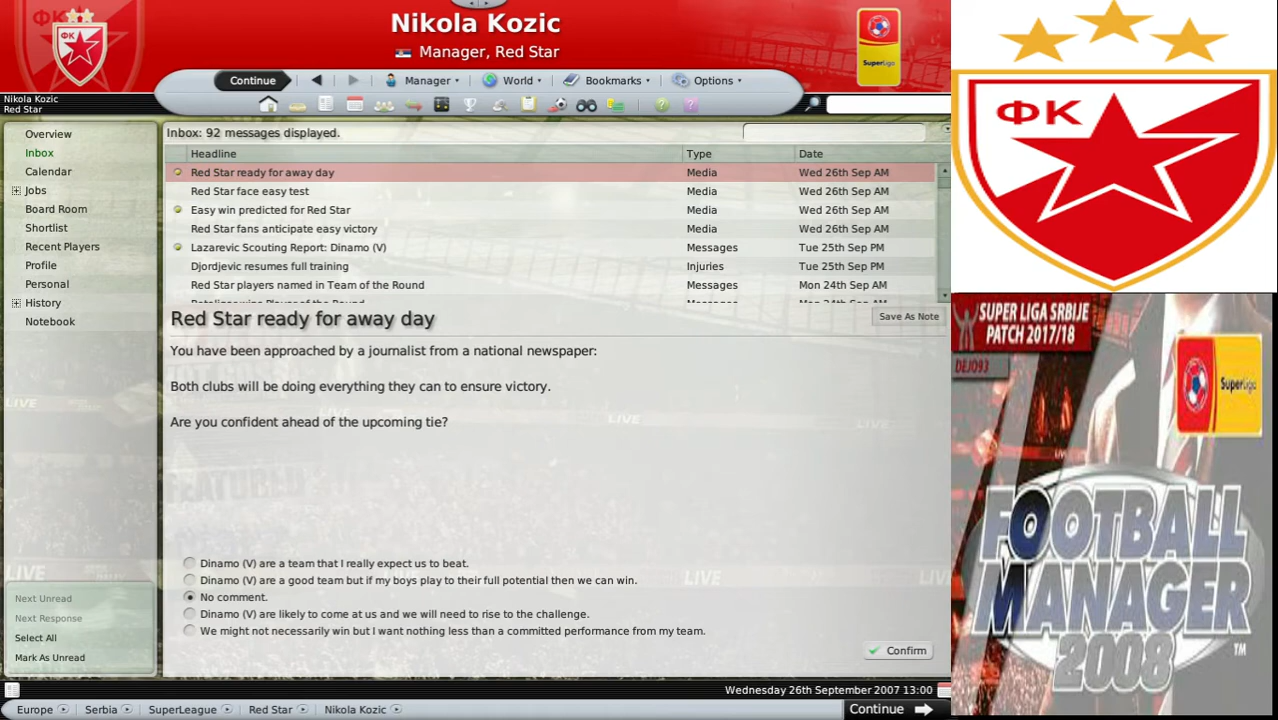 ФК
Nikola Kozic
Manager, Red Star
SuperLiga
Continue
Manager
World
Bookmarks
Options
Nikola Kozic
Red Star
ФК
Overview
Inbox
Calendar
Jobs
Board Room
Shortlist
Recent Players
Profile
Personal
History
Notebook
Inbox: 92 messages displayed.
Headline Type Date
Red Star ready for away day Media Wed 26th Sep AM
Red Star face easy test Media Wed 26th Sep AM
Easy win predicted for Red Star Media Wed 26th Sep AM
Red Star fans anticipate easy victory Media Wed 26th Sep AM
Lazarevic Scouting Report: Dinamo (V) Messages Tue 25th Sep PM
Djordjevic resumes full training Injuries Tue 25th Sep PM
Red Star players named in Team of the Round Messages Mon 24th Sep AM
Red Star ready for away day
Save As Note
You have been approached by a journalist from a national newspaper:
Both clubs will be doing everything they can to ensure victory.
Are you confident ahead of the upcoming tie?
LIVE
LIVE
LIVE
FEATURED
LIVE
LIVE
Dinamo (V) are a team that I really expect us to beat.
Dinamo (V) are a good team but if my boys play to their full potential then we can win.
No comment.
Dinamo (V) are likely to come at us and we will need to rise to the challenge.
We might not necessarily win but I want nothing less than a committed performance from my team.
Confirm
Next Unread
Next Response
Select All
Mark As Unread
Wednesday 26th September 2007 13:00
Europe
Serbia
SuperLeague
Red Star
Nikola Kozic
Continue
SUPER LIGA SRBIJE
PATCH 2017/18
DEJO93
SuperLiga
FOOTBALL
MANAGER
2008
TM